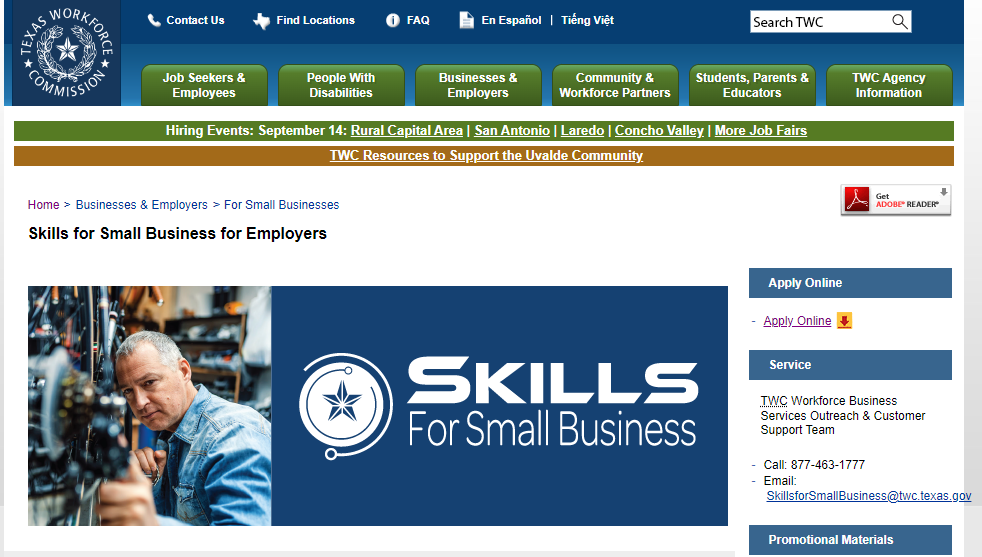 TEXAS WORKFORCE
COMMISSION
Contact Us
Find Locations
FAQ
En Español | Tiếng Việt
Search TWC
Job Seekers &
Employees
People With
Disabilities
Businesses &
Employers
Community &
Workforce Partners
Students, Parents &
Educators
TWC Agency
Information
Hiring Events: September 14: Rural Capital Area | San Antonio | Laredo | Concho Valley | More Job Fairs
TWC Resources to Support the Uvalde Community
Home > Businesses & Employers > For Small Businesses
Get
ADOBE® READER®
Skills for Small Business for Employers
SKILLS
For Small Business
Apply Online
- Apply Online
Service
TWC Workforce Business
Services Outreach & Customer
Support Team
- Call: 877-463-1777
- Email:
SkillsforSmallBusiness@twc.texas.gov
Promotional Materials